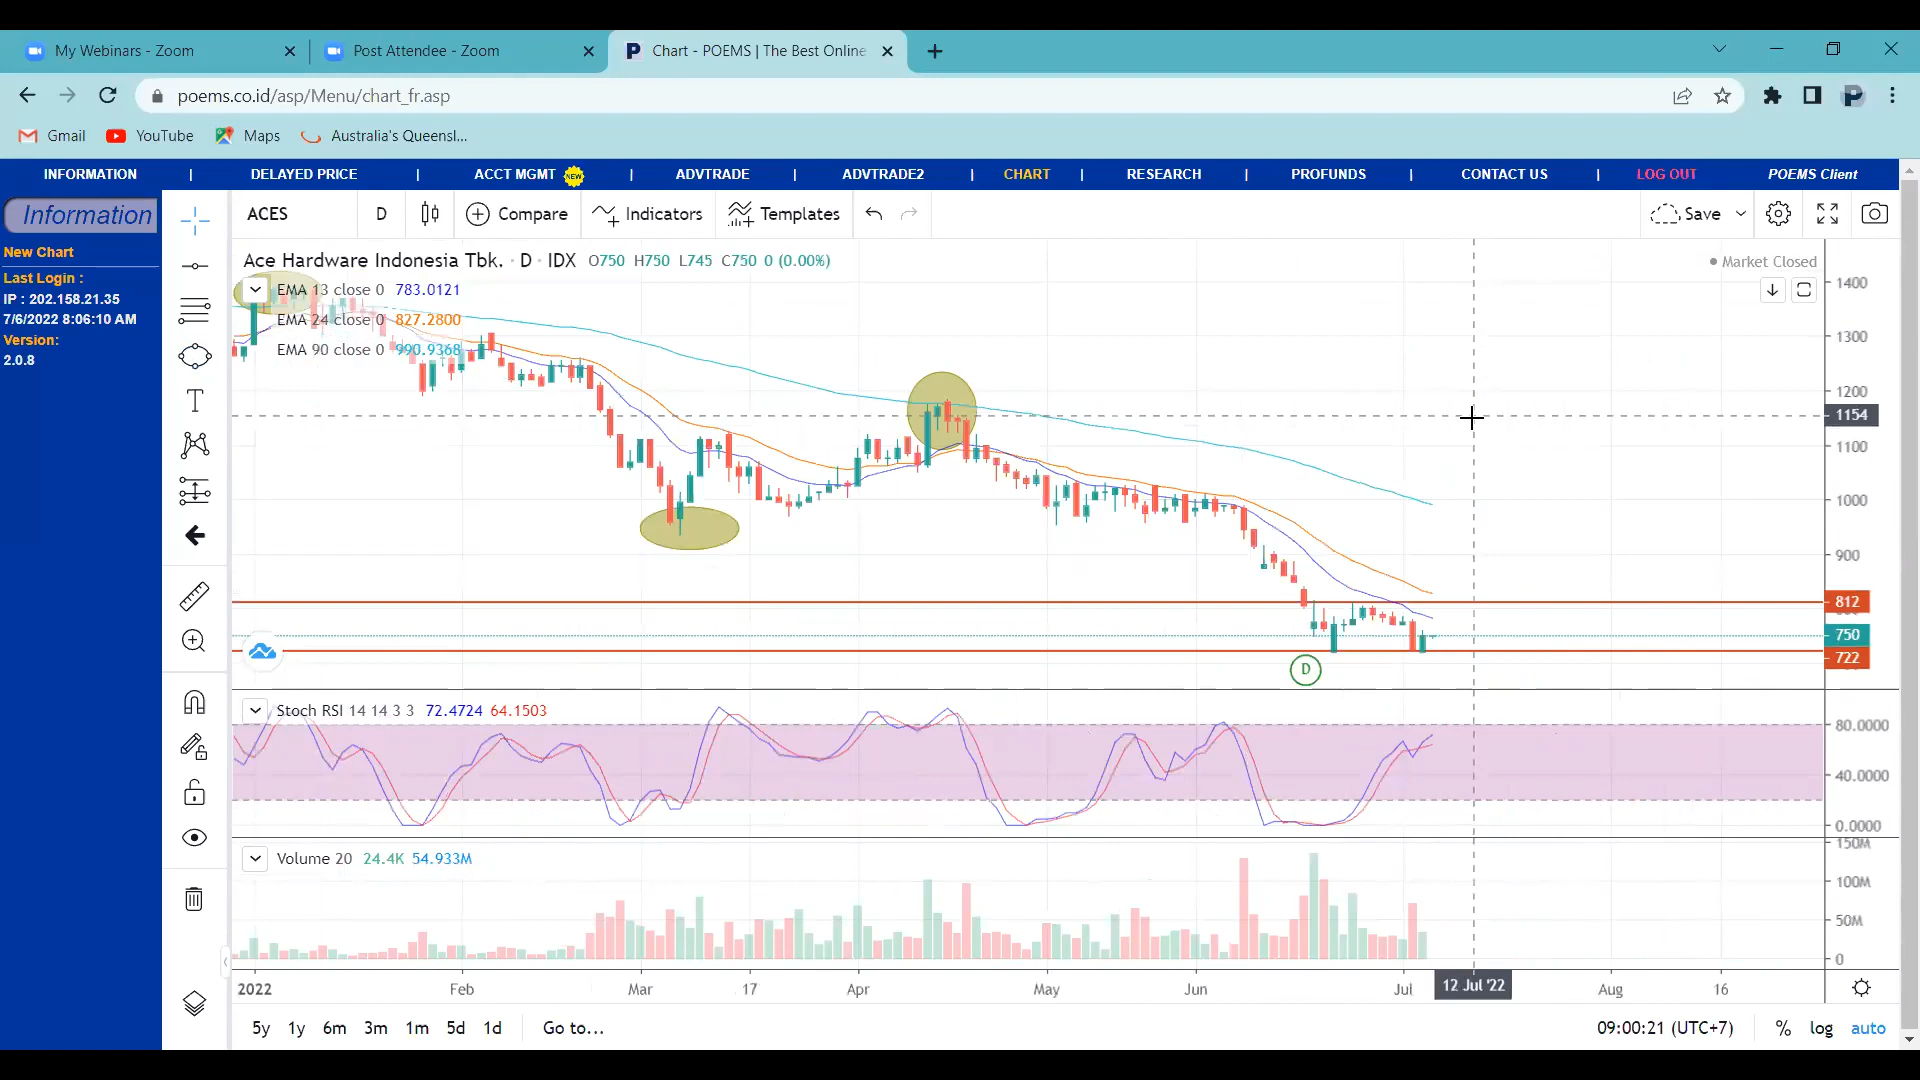 My Webinars - Zoom
Post Attendee - Zoom
Chart - POEMS | The Best Online
poems.co.id/asp/Menu/chart_fr.asp
Gmail YouTube Maps Australia's Queensl...
INFORMATION | DELAYED PRICE | ACCT MGMT NEW | ADVTRADE | ADVTRADE2 | CHART | RESEARCH | PROFUNDS | CONTACT US | LOG OUT POEMS Client
Information
New Chart
Last Login :
IP : 202.158.21.35
7/6/2022 8:06:10 AM
Version:
2.0.8
ACES D Compare Indicators Templates Save
Ace Hardware Indonesia Tbk. · D · IDX O750 H750 L745 C750 0 (0.00%)
Market Closed
EMA 13 close 0 783.0121
EMA 24 close 0 827.2800
EMA 90 close 0 990.9368
1400
1300
1200
1154
1100
1000
900
812
750
722
D
Stoch RSI 14 14 3 3 72.4724 64.1503
80.0000
40.0000
0.0000
Volume 20 24.4K 54.933M
150M
100M
50M
0
2022 Feb Mar 17 Apr May Jun Jul 12 Jul '22 Aug 16
5y 1y 6m 3m 1m 5d 1d Go to... 09:00:21 (UTC+7) % log auto